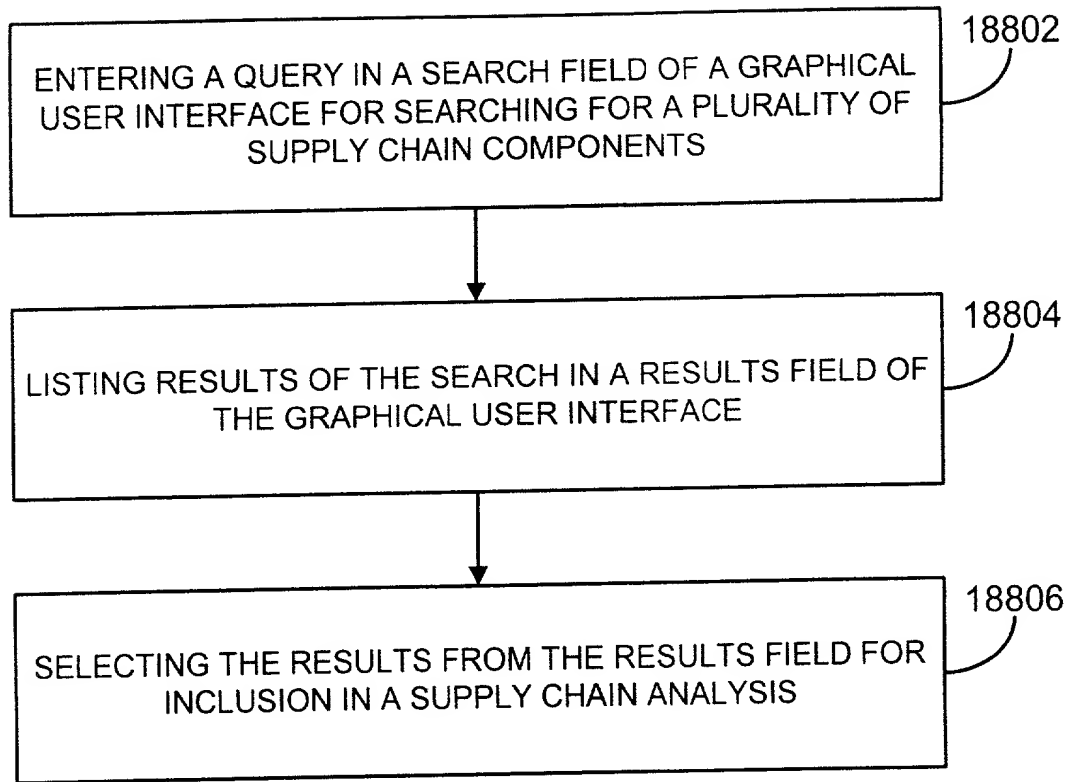 18802
ENTERING A QUERY IN A SEARCH FIELD OF A GRAPHICAL
USER INTERFACE FOR SEARCHING FOR A PLURALITY OF
SUPPLY CHAIN COMPONENTS
18804
LISTING RESULTS OF THE SEARCH IN A RESULTS FIELD OF
THE GRAPHICAL USER INTERFACE
18806
SELECTING THE RESULTS FROM THE RESULTS FIELD FOR
INCLUSION IN A SUPPLY CHAIN ANALYSIS